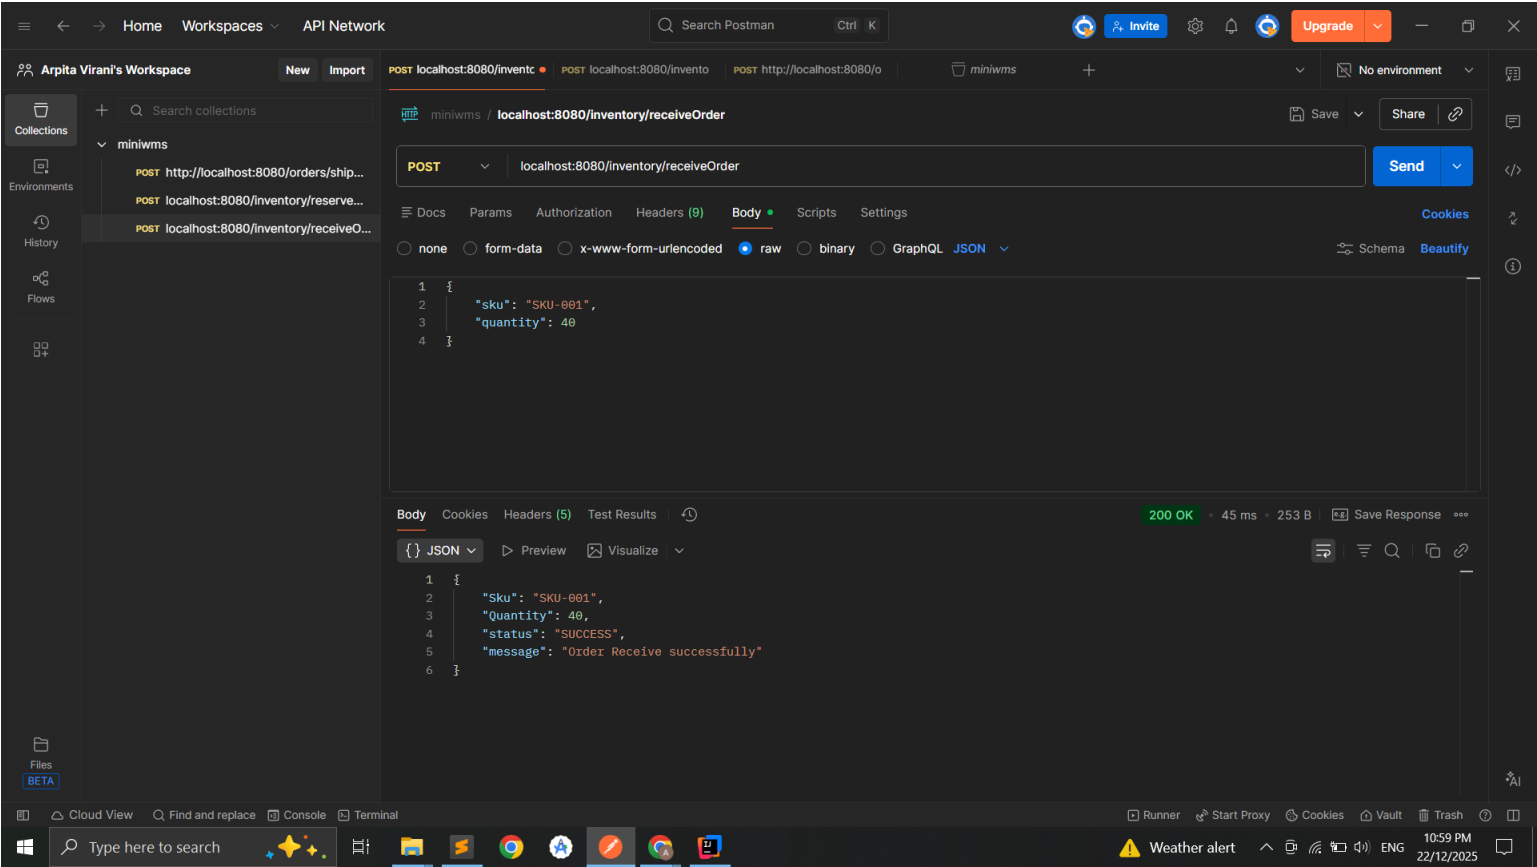 Home
Workspaces
API Network
Search Postman
Ctrl
K
Invite
Upgrade
Arpita Virani's Workspace
New
Import
POST localhost:8080/inventc
POST localhost:8080/invento
POST http://localhost:8080/o
miniwms
No environment
Collections
Search collections
miniwms / localhost:8080/inventory/receiveOrder
Save
Share
miniwms
POST http://localhost:8080/orders/ship...
POST localhost:8080/inventory/reserve...
POST localhost:8080/inventory/receiveO...
Environments
History
Flows
POST
localhost:8080/inventory/receiveOrder
Send
Docs
Params
Authorization
Headers (9)
Body
Scripts
Settings
Cookies
none
form-data
x-www-form-urlencoded
raw
binary
GraphQL
JSON
Schema
Beautify
1 {
2 "sku": "SKU-001",
3 "quantity": 40
4 }
Body
Cookies
Headers (5)
Test Results
200 OK
45 ms
253 B
e.g.
Save Response
{} JSON
Preview
Visualize
1 {
2 "Sku": "SKU-001",
3 "Quantity": 40,
4 "status": "SUCCESS",
5 "message": "Order Receive successfully"
6 }
Files
BETA
AI
Cloud View
Find and replace
Console
Terminal
Runner
Start Proxy
Cookies
Vault
Trash
Type here to search
Weather alert
ENG
10:59 PM
22/12/2025